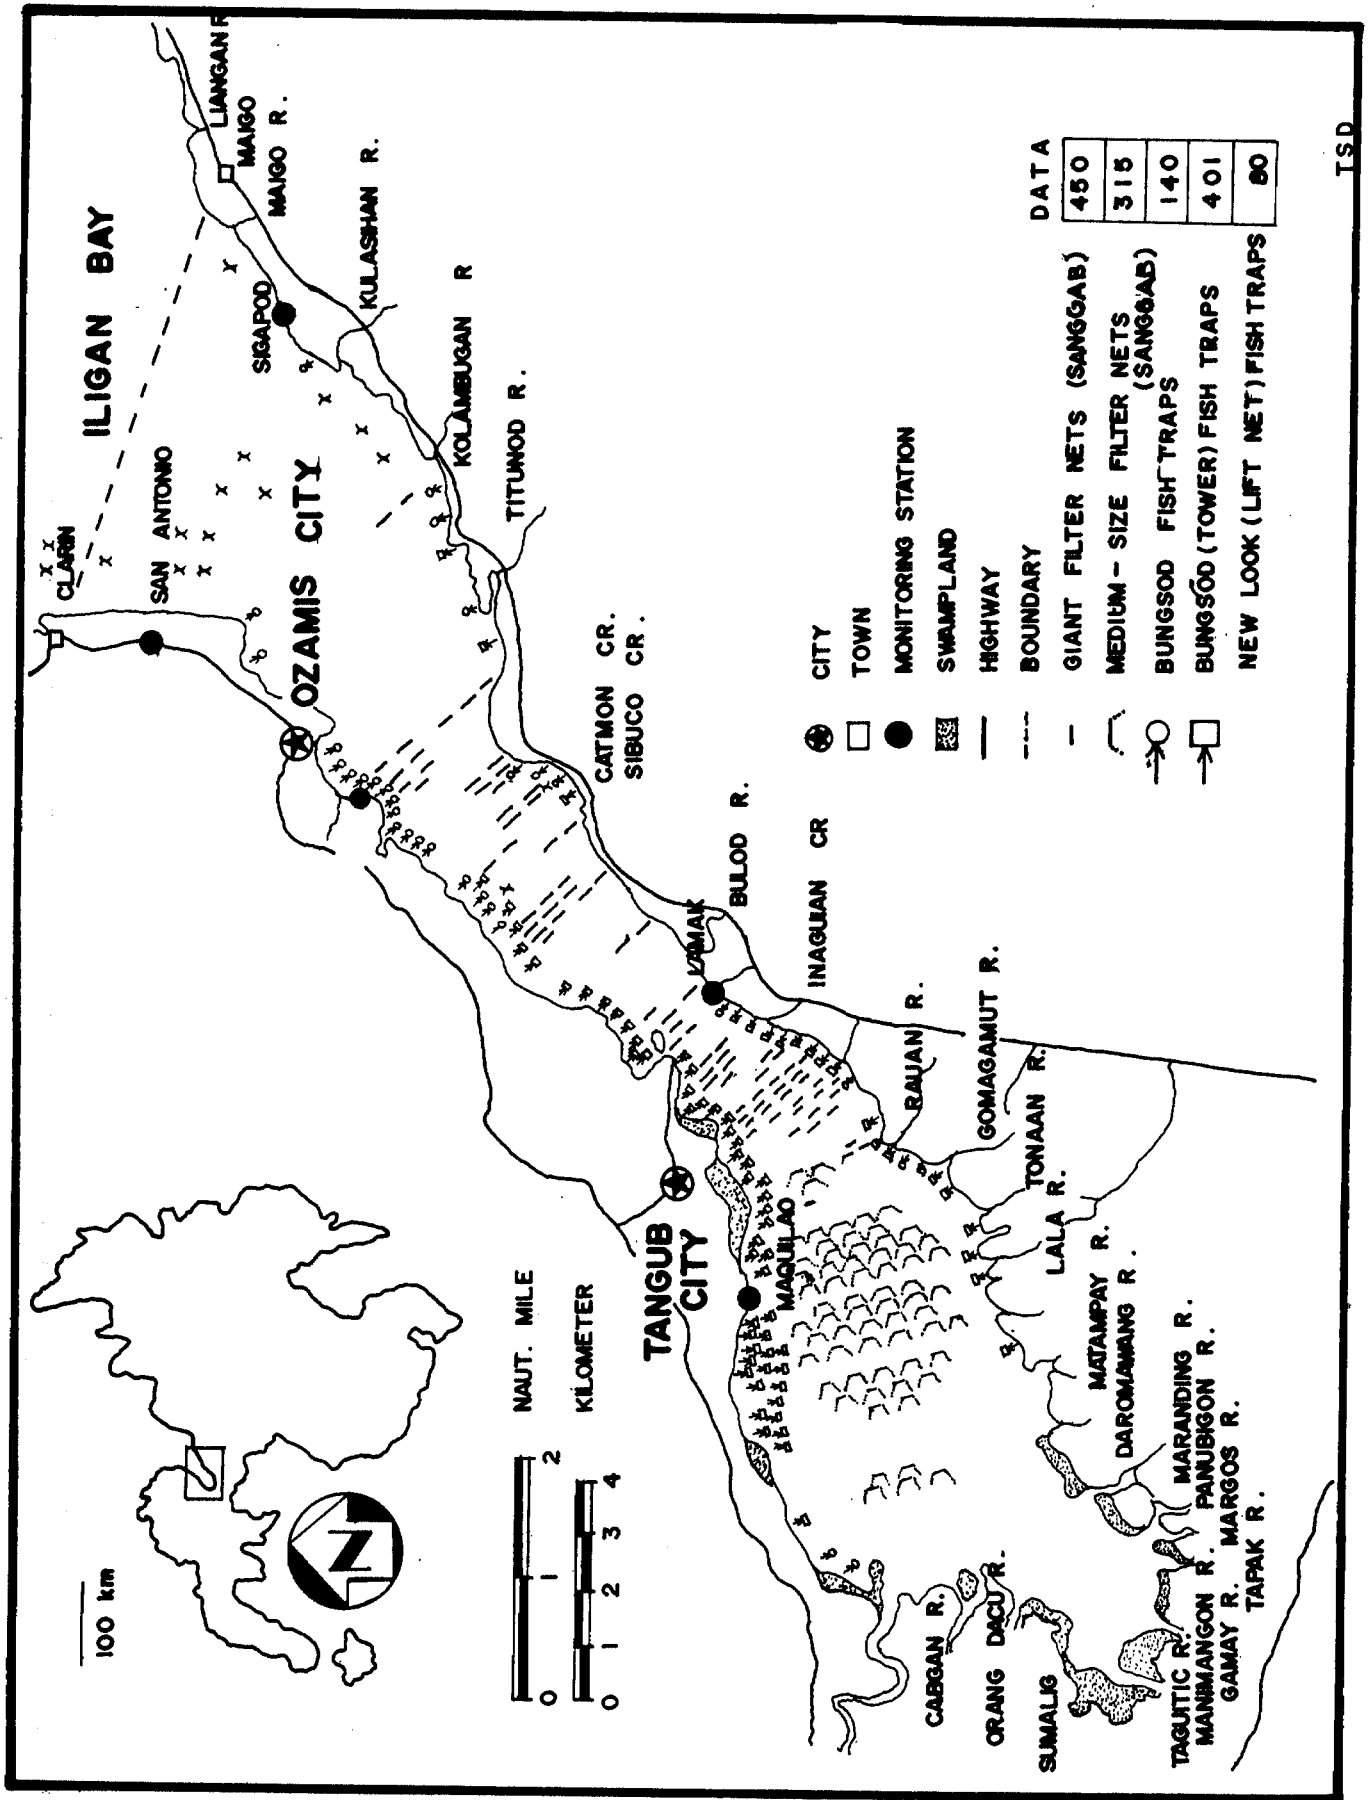 ILIGAN BAY
CLARIN
SAN ANTONIO
OZAMIS CITY
LIANGAN R
MAIGO
MAIGO R.
SIGAPOD
KULASIHAN R.
KOLAMBUGAN R
TITUNOD R.
CATMON CR.
SIBUCO CR.
LAMAK
BULOD R.
INAGUIAN CR
RAUAN R.
GOMAGAMUT R.
TONAAN R.
LALA R.
MATAMPAY R.
DAROMAWANG R.
MARANDING R.
PANUBIGON R.
MARGOS R.
TAPAK R.
TAGUITIC R.
MANIMANGON R.
GAMAY R.
SUMALIG
ORANG DACU R.
CABGAN R.
MAQUILAO
TANGUB
CITY
100 km
N
0 1 2 NAUT. MILE
0 1 2 3 4 KILOMETER
CITY
TOWN
MONITORING STATION
SWAMPLAND
HIGHWAY
BOUNDARY
DATA
GIANT FILTER NETS (SANGGAB) 450
MEDIUM-SIZE FILTER NETS 315
(SANGGAB)
BUNGSOD FISH TRAPS 140
BUNGSOD (TOWER) FISH TRAPS 401
NEW LOOK (LIFT NET) FISH TRAPS 80
TSD